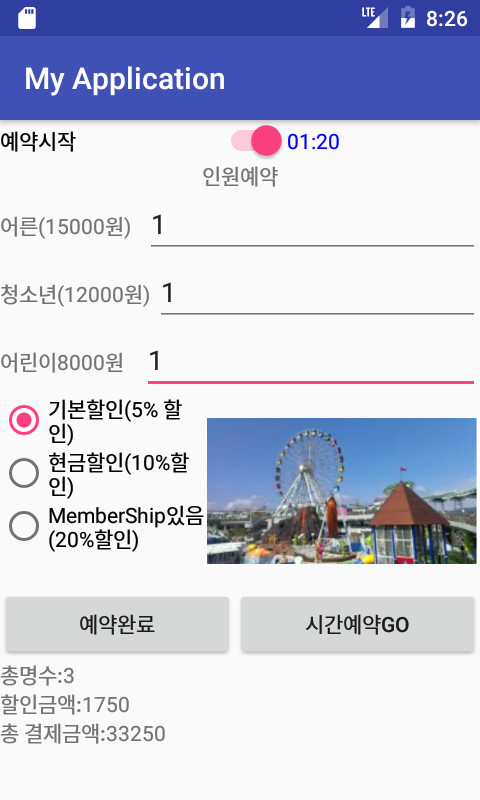 LTE 8:26
My Application
예약시작 01:20
인원예약
어른(15000원) 1
청소년(12000원) 1
어린이8000원 1
기본할인(5% 할
인)
현금할인(10%할
인)
MemberShip있음
(20%할인)
예약완료 시간예약GO
총명수:3
할인금액:1750
총 결제금액:33250